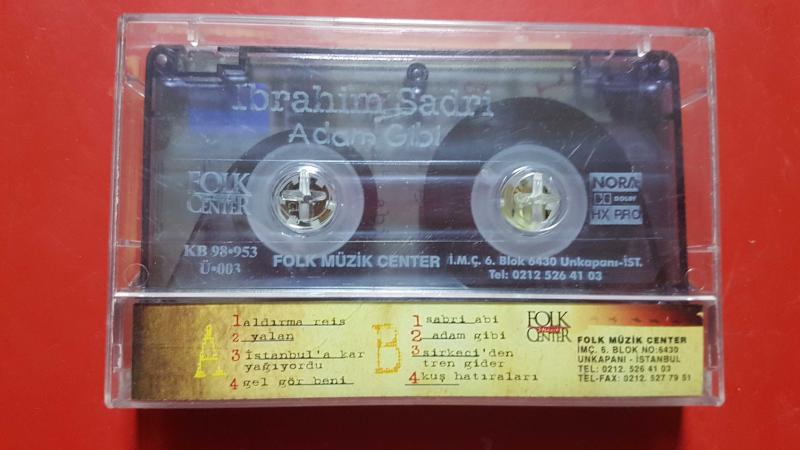 İbrahim Sadri
Adam Gibi
FOLK
CENTER
NORA
DOLBY
HX PRO
KB 98•953
Ü•003
FOLK MÜZİK CENTER
İ.M.Ç. 6. Blok 6430 Unkapanı-İST.
Tel: 0212 526 41 03
A
1 aldırma reis
2 yalan
3 İstanbul'a kar
yağıyordu
4 gel gör beni
B
1 sabri abi
2 adam gibi
3 sirkeci'den
tren gider
4 kuş hatıraları
FOLK
CENTER
FOLK MÜZİK CENTER
İMÇ. 6. BLOK NO:6430
UNKAPANI - İSTANBUL
TEL: 0212. 526 41 03
TEL-FAX: 0212. 527 79 51